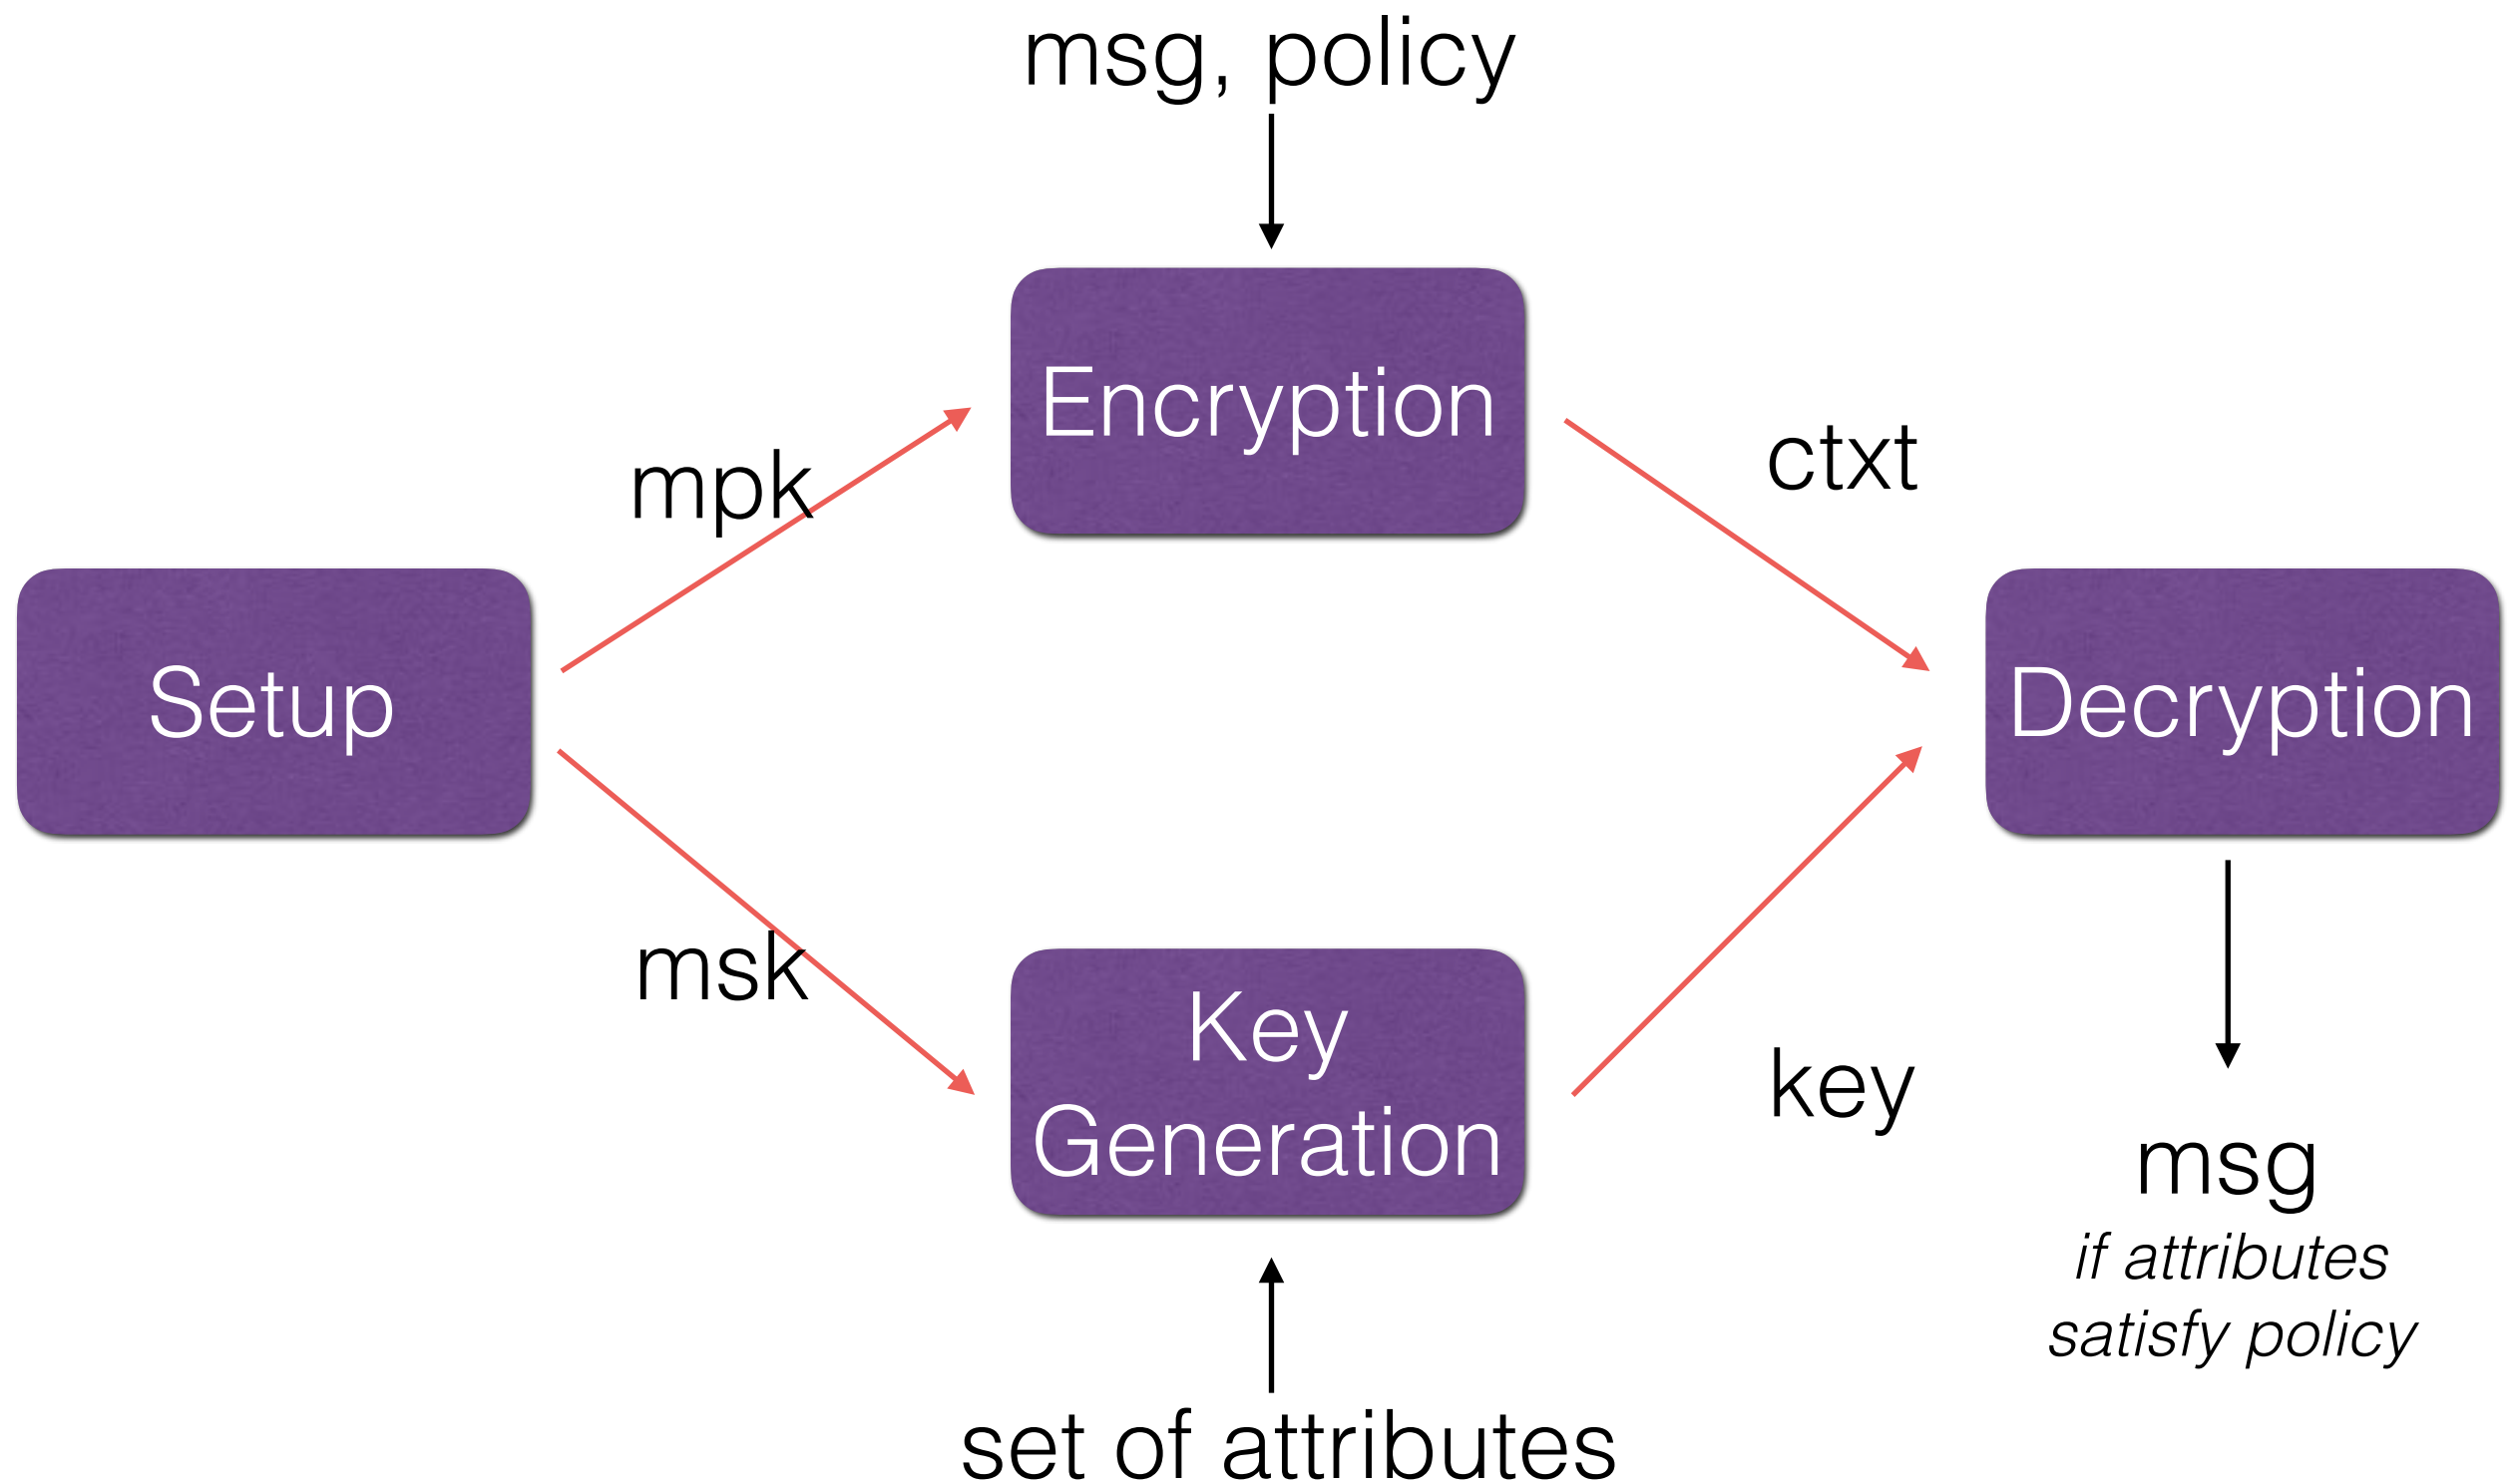 msg, policy
Encryption
mpk
ctxt
Setup
Decryption
msk
Key
Generation
key
msg
if attributes
satisfy policy
set of attributes